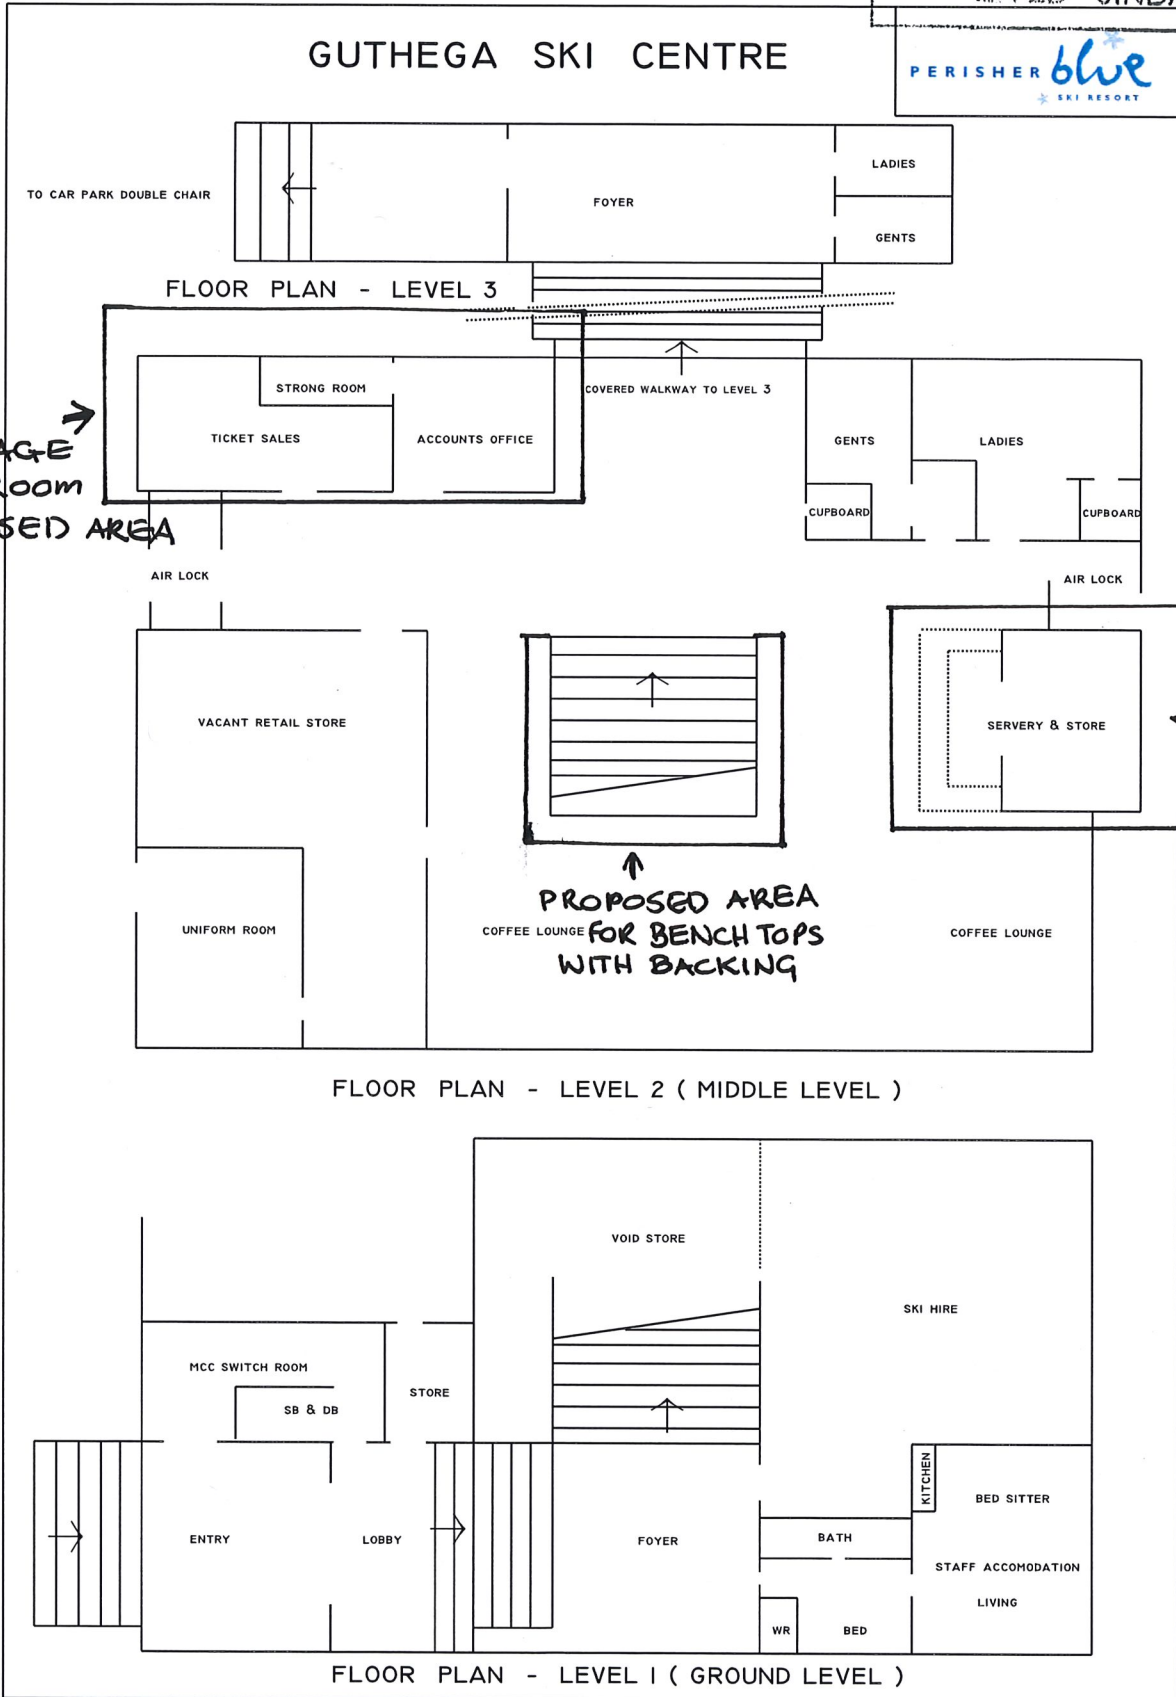 GUTHEGA SKI CENTRE
PERISHER blue
SKI RESORT
TO CAR PARK DOUBLE CHAIR
FOYER
LADIES
GENTS
FLOOR PLAN - LEVEL 3
STRONG ROOM
TICKET SALES
ACCOUNTS OFFICE
COVERED WALKWAY TO LEVEL 3
GENTS
LADIES
CUPBOARD
CUPBOARD
AGE
ROOM
SED AREA
AIR LOCK
AIR LOCK
VACANT RETAIL STORE
SERVERY & STORE
PROPOSED AREA
FOR BENCH TOPS
WITH BACKING
UNIFORM ROOM
COFFEE LOUNGE
COFFEE LOUNGE
FLOOR PLAN - LEVEL 2 ( MIDDLE LEVEL )
VOID STORE
SKI HIRE
MCC SWITCH ROOM
STORE
SB & DB
KITCHEN
BED SITTER
ENTRY
LOBBY
FOYER
BATH
STAFF ACCOMODATION
LIVING
WR
BED
FLOOR PLAN - LEVEL 1 ( GROUND LEVEL )